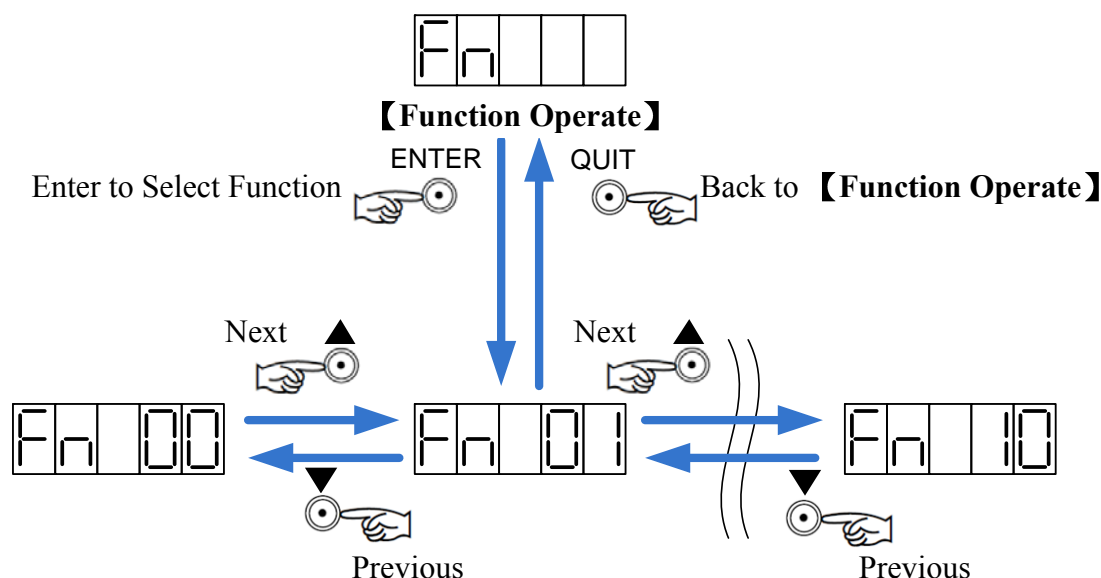 Fn
【Function Operate】
ENTER QUIT
Enter to Select Function Back to 【Function Operate】
Next ▲ Next ▲
Fn 00 Fn 01 Fn 10
▼ ▼
Previous Previous